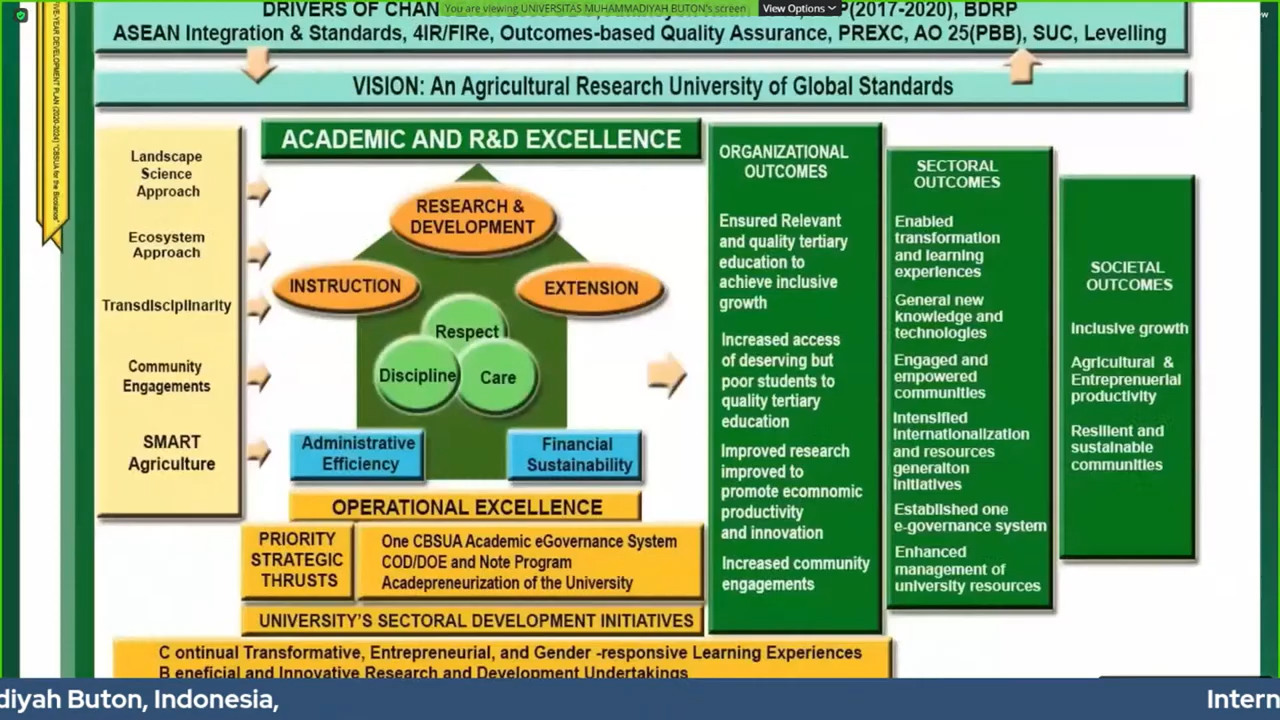 DRIVERS OF CHAN
You are viewing UNIVERSITAS MUHAMMADIYAH BUTON's screen
View Options
P(2017-2020), BDRP
ASEAN Integration & Standards, 4IR/FIRe, Outcomes-based Quality Assurance, PREXC, AO 25(PBB), SUC, Levelling
VISION: An Agricultural Research University of Global Standards
Landscape
Science
Approach
Ecosystem
Approach
Transdisciplinarity
Community
Engagements
SMART
Agriculture
ACADEMIC AND R&D EXCELLENCE
RESEARCH &
DEVELOPMENT
INSTRUCTION
EXTENSION
Respect
Discipline
Care
Administrative
Efficiency
Financial
Sustainability
OPERATIONAL EXCELLENCE
PRIORITY
STRATEGIC
THRUSTS
One CBSUA Academic eGovernance System
COD/DOE and Note Program
Acadepreneurization of the University
UNIVERSITY'S SECTORAL DEVELOPMENT INITIATIVES
C ontinual Transformative, Entrepreneurial, and Gender -responsive Learning Experiences
B eneficial and Innovative Research and Development Undertakings
ORGANIZATIONAL
OUTCOMES
Ensured Relevant
and quality tertiary
education to
achieve inclusive
growth
Increased access
of deserving but
poor students to
quality tertiary
education
Improved research
improved to
promote econmomic
productivity
and innovation
Increased community
engagements
SECTORAL
OUTCOMES
Enabled
transformation
and learning
experiences
General new
knowledge and
technologies
Engaged and
empowered
communities
Intensified
Internationalization
and resources
generaiton
initiatives
Established one
e-governance system
Enhanced
management of
university resources
SOCIETAL
OUTCOMES
Inclusive growth
Agricultural &
Entreprenuerial
productivity
Resilient and
sustainable
communities
diyah Buton, Indonesia,
Intern